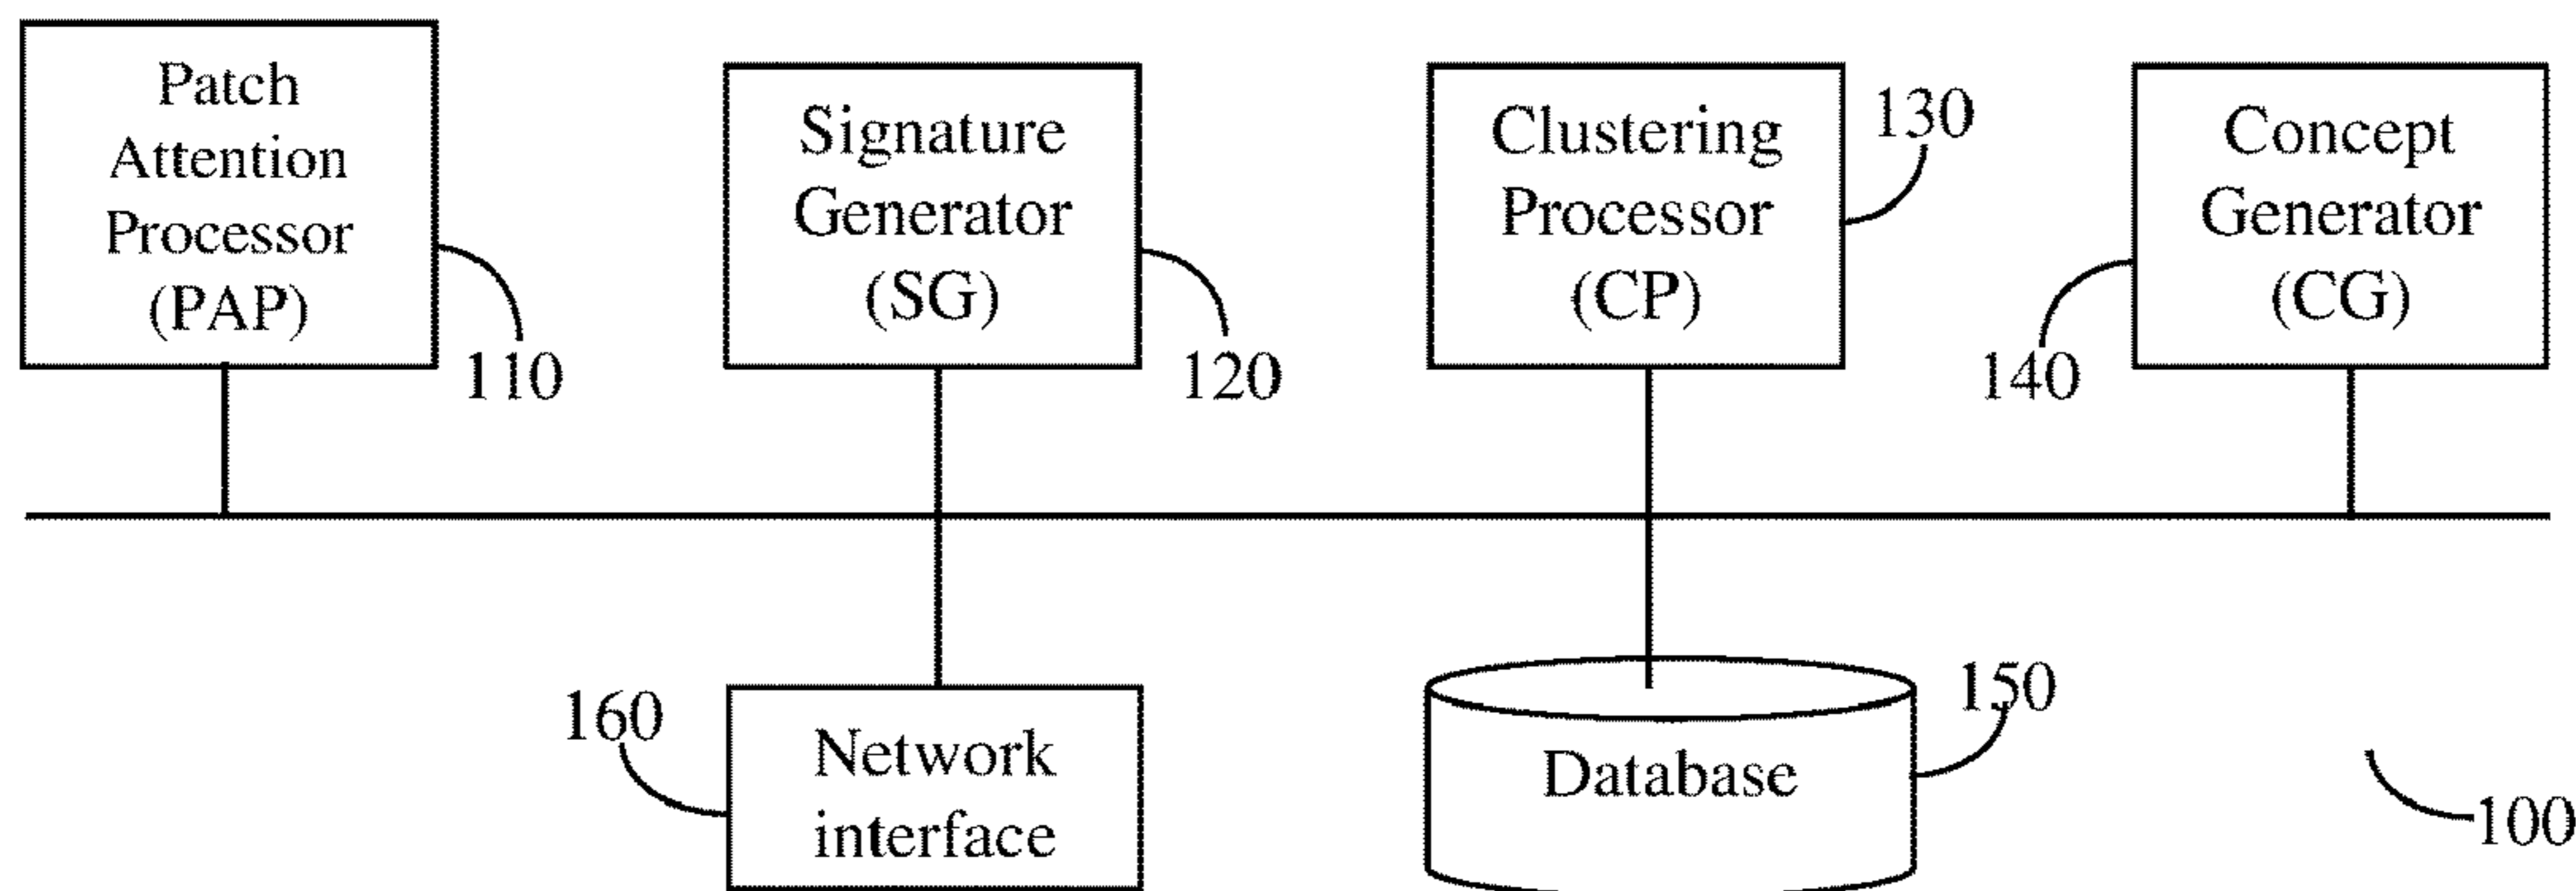 Patch
Attention
Processor
(PAP)
110
Signature
Generator
(SG)
120
Clustering
Processor
(CP)
130
Concept
Generator
(CG)
140
160
Network
interface
Database
150
100